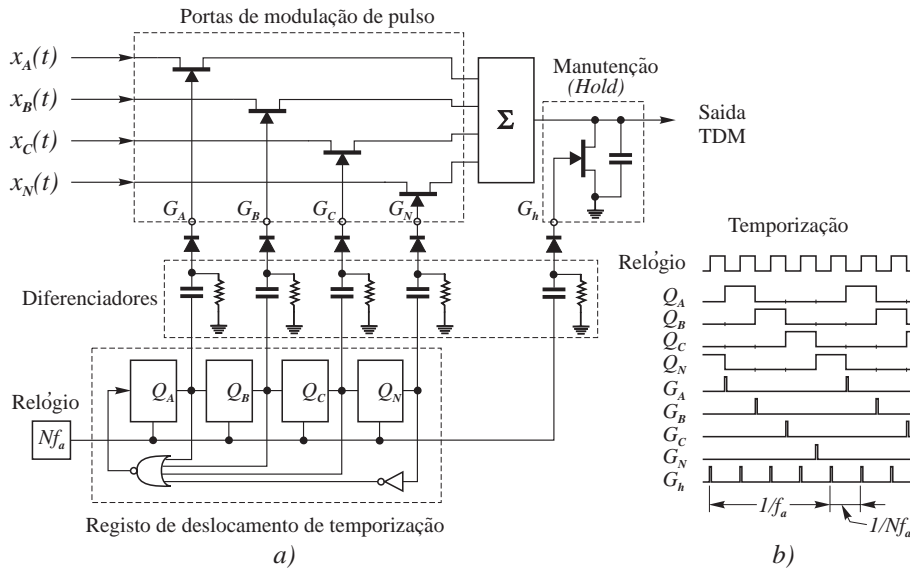 Portas de modulação de pulso
x_A(t)
x_B(t)
x_C(t)
x_N(t)
Σ
Manutenção
(Hold)
Saida
TDM
G_A
G_B
G_C
G_N
G_h
Diferenciadores
Q_A
Q_B
Q_C
Q_N
Relógio
Nf_a
Registo de deslocamento de temporização
a)
Temporização
Relógio
Q_A
Q_B
Q_C
Q_N
G_A
G_B
G_C
G_N
G_h
1/f_a
1/Nf_a
b)